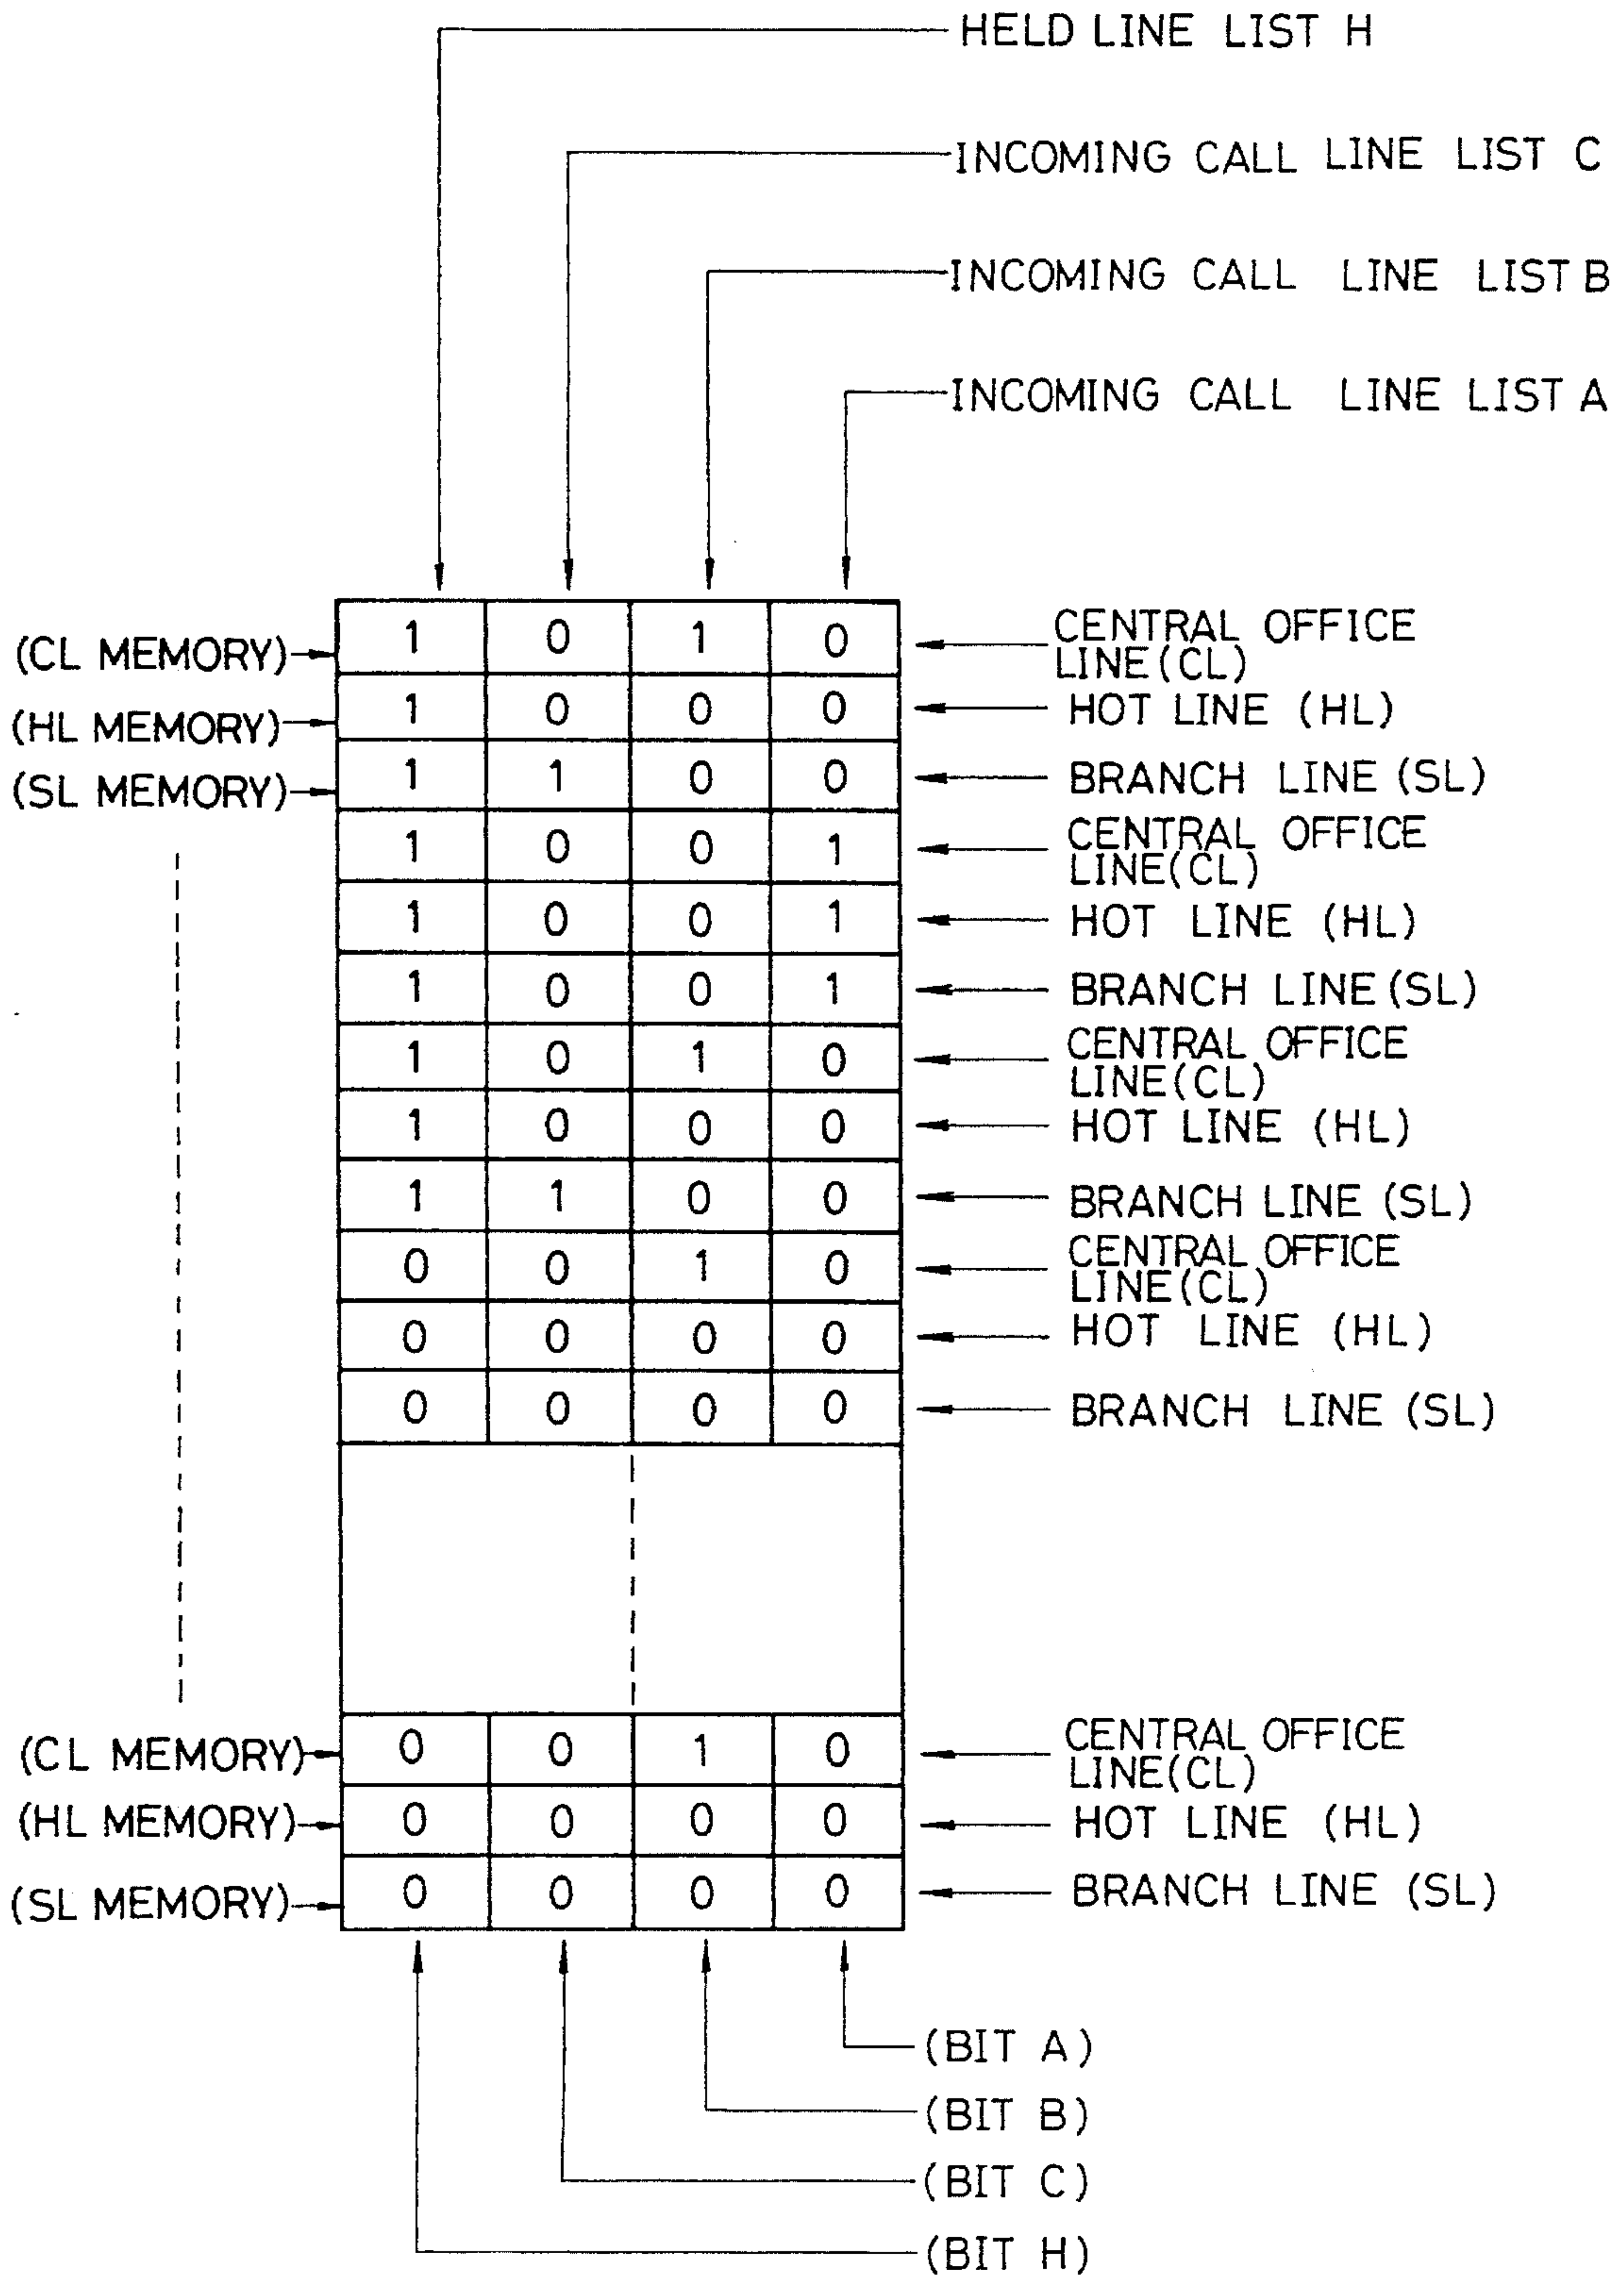 HELD LINE LIST H
INCOMING CALL LINE LIST C
INCOMING CALL LINE LIST B
INCOMING CALL LINE LIST A
(CL MEMORY) 1 0 1 0 CENTRAL OFFICE
LINE(CL)
(HL MEMORY) 1 0 0 0 HOT LINE (HL)
(SL MEMORY) 1 1 0 0 BRANCH LINE (SL)
1 0 0 1 CENTRAL OFFICE
LINE(CL)
1 0 0 1 HOT LINE (HL)
1 0 0 1 BRANCH LINE (SL)
1 0 1 0 CENTRAL OFFICE
LINE(CL)
1 0 0 0 HOT LINE (HL)
1 1 0 0 BRANCH LINE (SL)
0 0 1 0 CENTRAL OFFICE
LINE(CL)
0 0 0 0 HOT LINE (HL)
0 0 0 0 BRANCH LINE (SL)
(CL MEMORY) 0 0 1 0 CENTRAL OFFICE
LINE(CL)
(HL MEMORY) 0 0 0 0 HOT LINE (HL)
(SL MEMORY) 0 0 0 0 BRANCH LINE (SL)
(BIT A)
(BIT B)
(BIT C)
(BIT H)